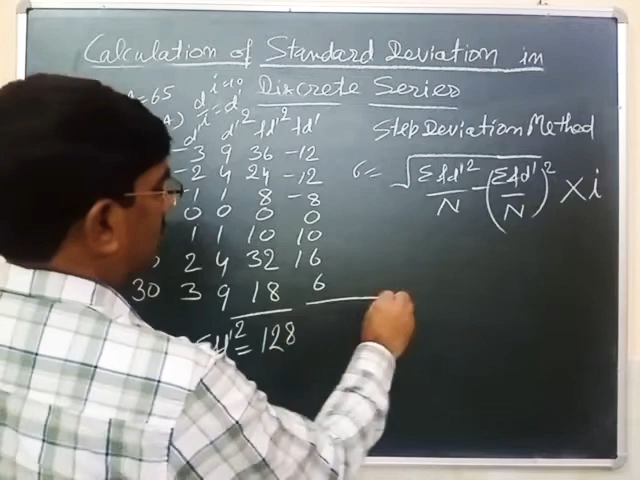 Calculation of Standard Deviation in
Discrete Series
A=65 i=10
A) d'=d/i
Step Deviation Method
d' d'² fd'² fd'
-3 9 36 -12
-2 4 24 -12
1 1 8 -8
0 0 0 0
1 1 10 10
2 4 32 16
30 3 9 18 6
fd'² = 128
σ = √Σfd'²/N - (Σfd'/N)² × i